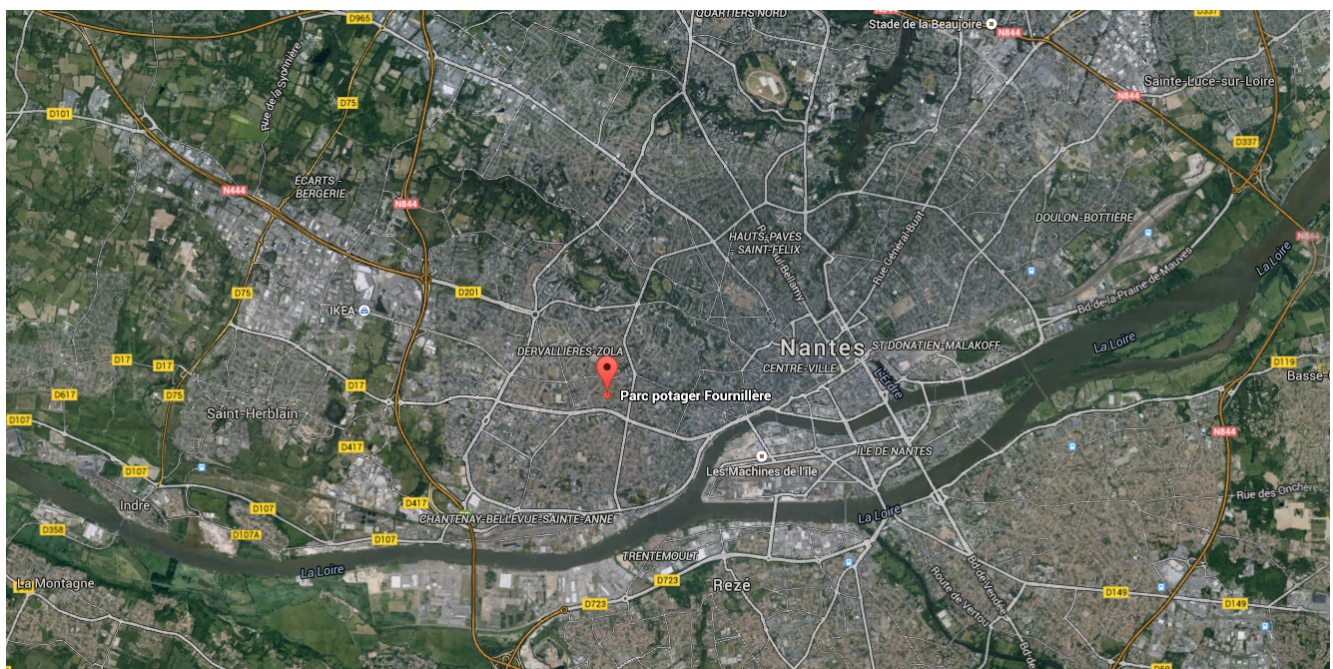 QUARTIERS NORD
Stade de la Beaujoire
D965
D337
N844
Sainte-Luce-sur-Loire
N844
D75
D101
Rue de la Syonnière
D337
ÉCARTS -
BERGERIE
N444
N844
DOULON-BOTTIÈRE
HAUTS-PAVÉS
- SAINT-FÉLIX
Rue Général-Buat
La Loire
D75
D201
Bd de la Prairie de Mauves
IKEA
DERVALLIÈRES-ZOLA
Nantes
ST DONATIEN-MALAKOFF
La Loire
D17
D17
CENTRE-VILLE
D119
D17
L'Erdre
D617
D75
Parc potager Fournillère
Saint-Herblain
D107
N844
D417
ILE DE NANTES
D107
Les Machines de l'île
Rue des Onchères
Indre
D107
D417
CHANTENAY-BELLEVUE-SAINTE-ANNE
La Loire
D358
D107A
D107
TRENTEMOULT
La Loire
La Montagne
D723
Rezé
Route de Vertou
Bd de Vendée
D149
D149
D723